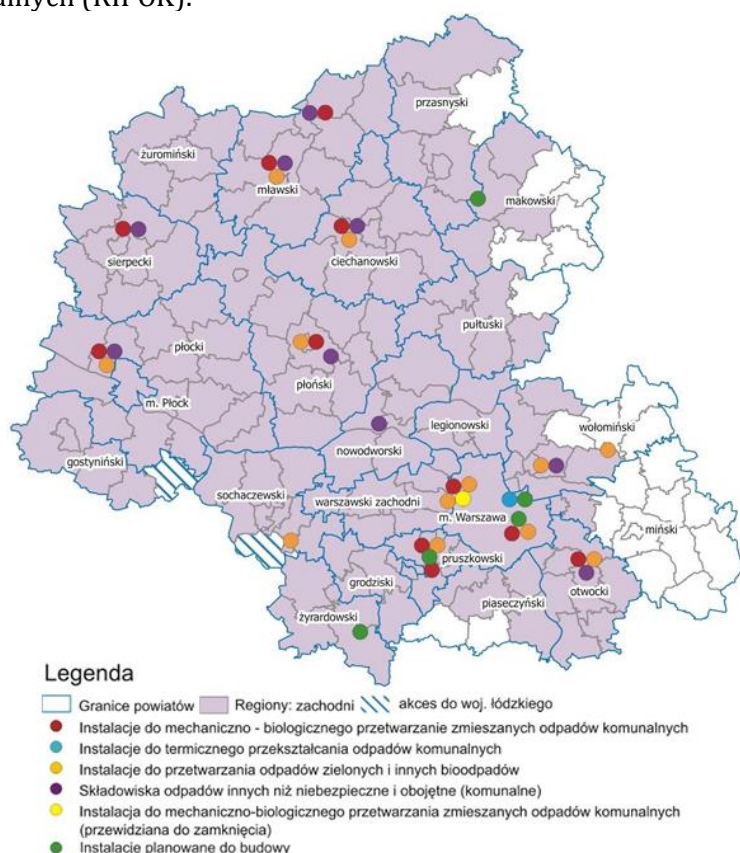 (RIPOK).
przasnyski
żuromiński
mławski
makowski
sierpecki
ciechanowski
pułtuski
płocki
płoński
m. Płock
legionowski
wołomiński
nowodworski
gostyniński
sochaczewski
warszawski zachodni
m. Warszawa
miński
pruszkowski
grodziski
otwocki
piaseczyński
żyrardowski
Legenda
Granice powiatów Regiony: zachodni akces do woj. łódzkiego
Instalacje do mechaniczno - biologicznego przetwarzanie zmieszanych odpadów komunalnych
Instalacje do termicznego przekształcania odpadów komunalnych
Instalacje do przetwarzania odpadów zielonych i innych bioodpadów
Składowiska odpadów innych niż niebezpieczne i obojętne (komunalne)
Instalacja do mechaniczno-biologicznego przetwarzania zmieszanych odpadów komunalnych
(przewidziana do zamknięcia)
Instalacje planowane do budowy